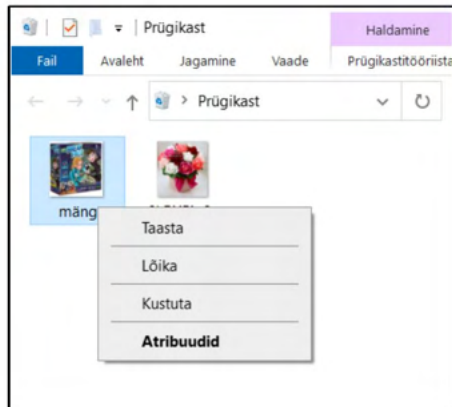 Prügikast
Haldamine
Fail Avaleht Jagamine Vaade Prügikastitööriista
Prügikast
mäng
Taasta
Lõika
Kustuta
Atribuudid